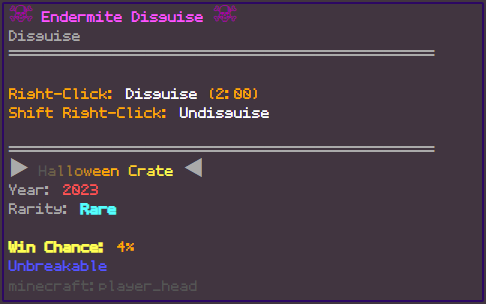 ☠ Endermite Disguise ☠
Disguise
Right-Click: Disguise (2:00)
Shift Right-Click: Undisguise
▶ Halloween Crate ◀
Year: 2023
Rarity: Rare
Win Chance: 4%
Unbreakable
minecraft:player_head